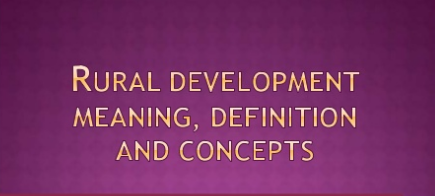 RURAL DEVELOPMENT
MEANING, DEFINITION
AND CONCEPTS